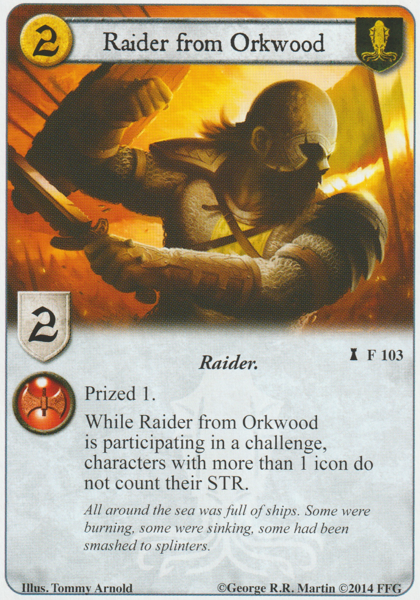 2
Raider from Orkwood
2
Raider.
F 103
Prized 1.
While Raider from Orkwood
is participating in a challenge,
characters with more than 1 icon do
not count their STR.
All around the sea was full of ships. Some were
burning, some were sinking, some had been
smashed to splinters.
Illus. Tommy Arnold
©George R.R. Martin ©2014 FFG